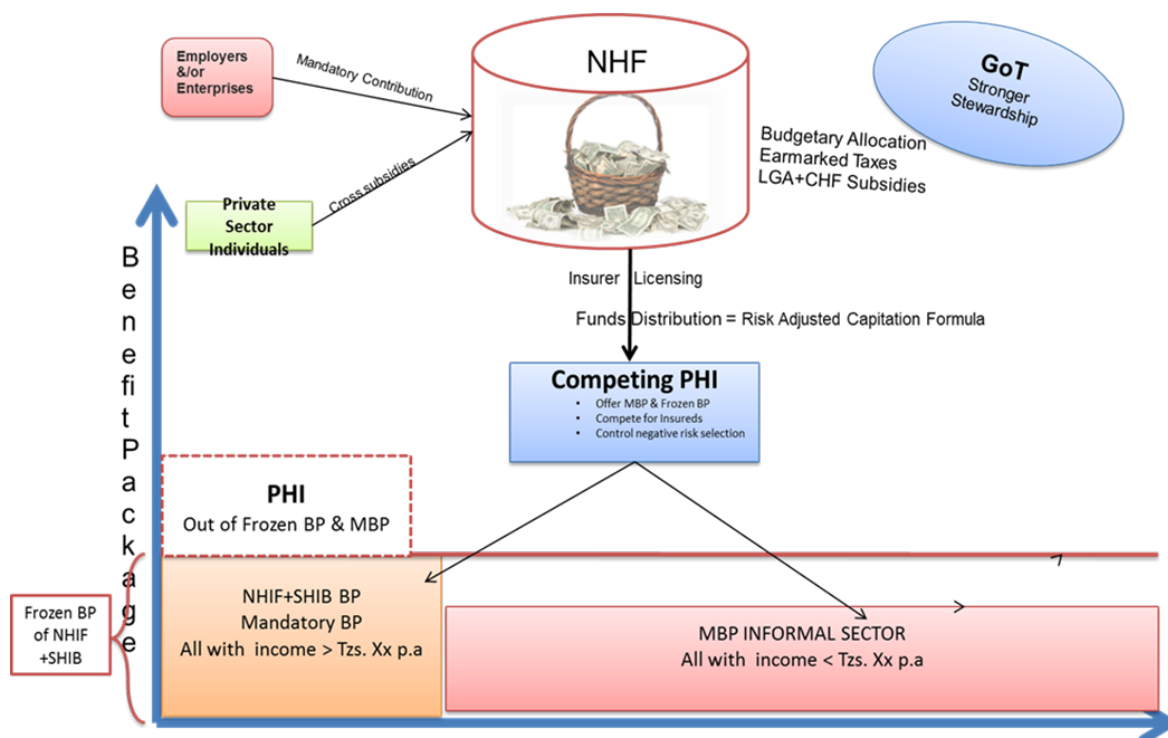 Employers
&/or
Enterprises
Mandatory Contribution
NHF
GoT
Stronger
Stewardship
Budgetary Allocation
Earmarked Taxes
LGA+CHF Subsidies
Cross subsidies
Private
Sector
Individuals
Insurer Licensing
Funds Distribution = Risk Adjusted Capitation Formula
Competing PHI
• Offer MBP & Frozen BP
• Compete for Insureds
• Control negative risk selection
Benefit Package
PHI
Out of Frozen BP & MBP
Frozen BP
of NHIF
+SHIB
NHIF+SHIB BP
Mandatory BP
All with income > Tzs. Xx p.a
MBP INFORMAL SECTOR
All with income < Tzs. Xx p.a